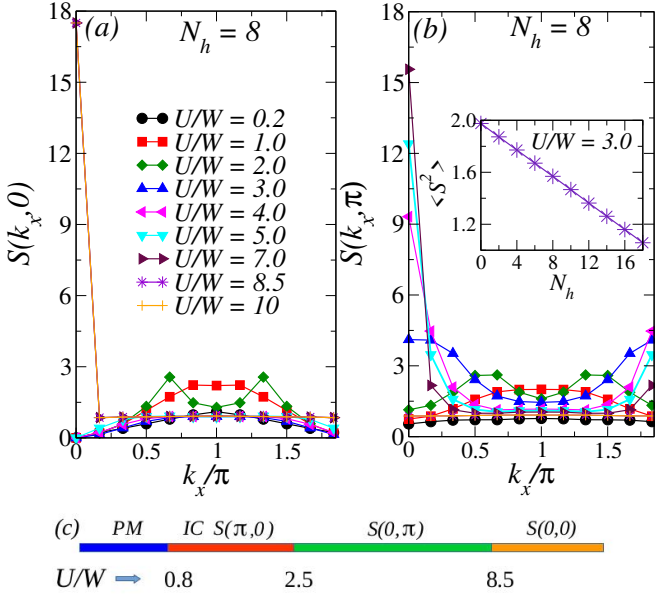 (a) N_h = 8
S(k_x,0)
18
15
12
9
6
3
0
U/W = 0.2
U/W = 1.0
U/W = 2.0
U/W = 3.0
U/W = 4.0
U/W = 5.0
U/W = 7.0
U/W = 8.5
U/W = 10
0 0.5 1 1.5
k_x/π
(b) N_h = 8
S(k_x,π)
18
15
12
9
6
3
0
U/W = 3.0
<S^2>
2.0
1.6
1.2
0 4 8 12 16
N_h
0 0.5 1 1.5
k_x/π
(c) PM IC S(π,0) S(0,π) S(0,0)
U/W 0.8 2.5 8.5